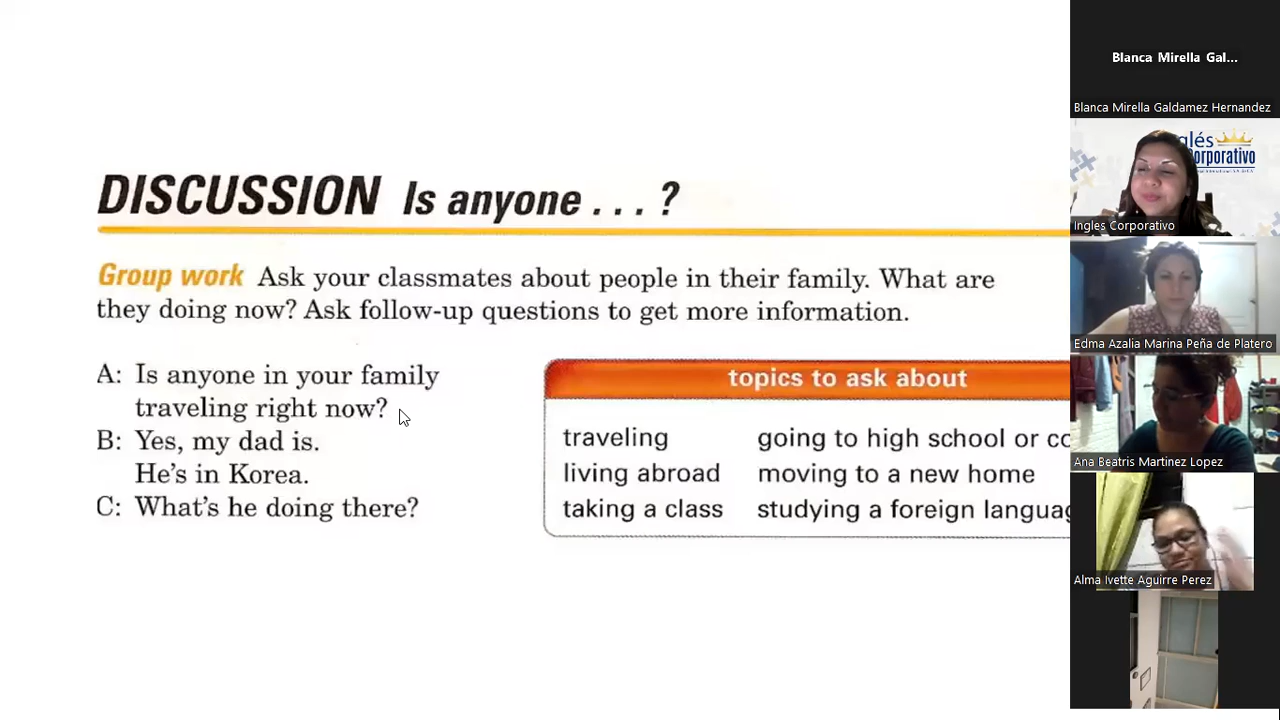 DISCUSSION Is anyone . . . ?
Group work Ask your classmates about people in their family. What are
they doing now? Ask follow-up questions to get more information.
A: Is anyone in your family
traveling right now?
B: Yes, my dad is.
He's in Korea.
C: What's he doing there?
topics to ask about
traveling going to high school or co
living abroad moving to a new home
taking a class studying a foreign languag
Blanca Mirella Gal...
Blanca Mirella Galdamez Hernandez
glés
orporativo
Ingles Corporativo
Edma Azalia Marina Peña de Platero
Ana Beatris Martinez Lopez
Alma Ivette Aguirre Perez